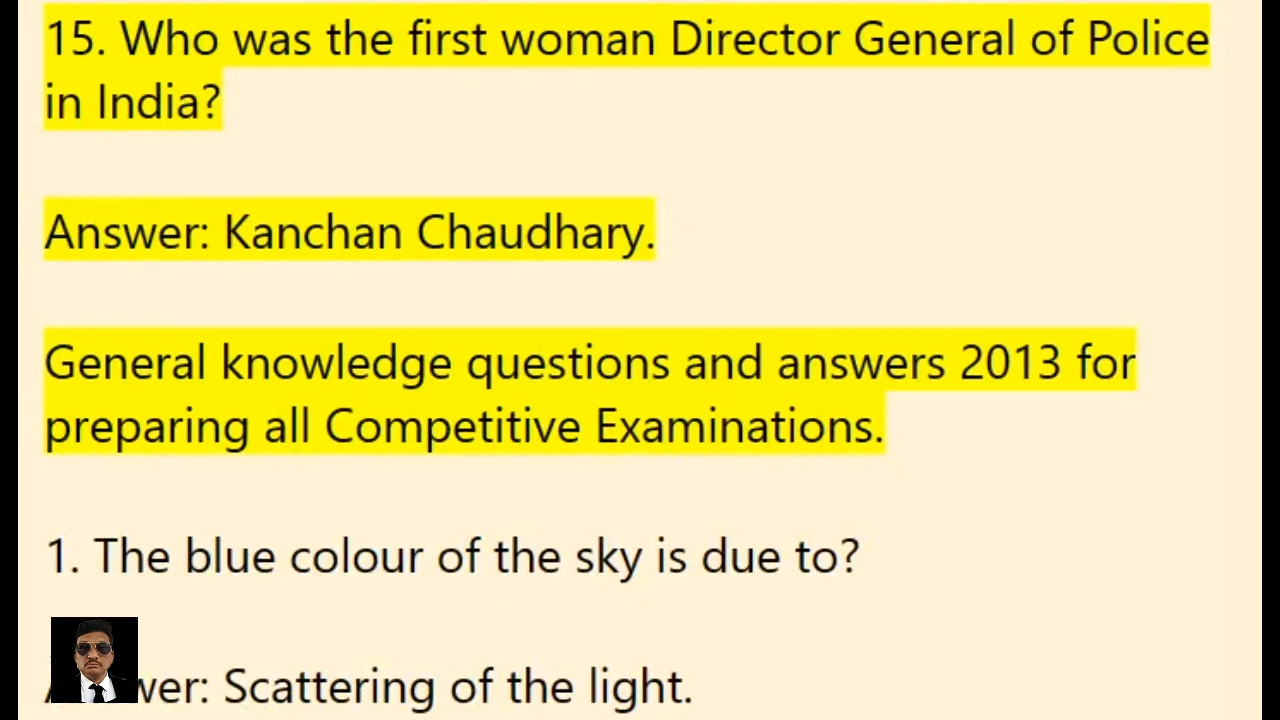 15. Who was the first woman Director General of Police
in India?
Answer: Kanchan Chaudhary.
General knowledge questions and answers 2013 for
preparing all Competitive Examinations.
1. The blue colour of the sky is due to?
Answer: Scattering of the light.